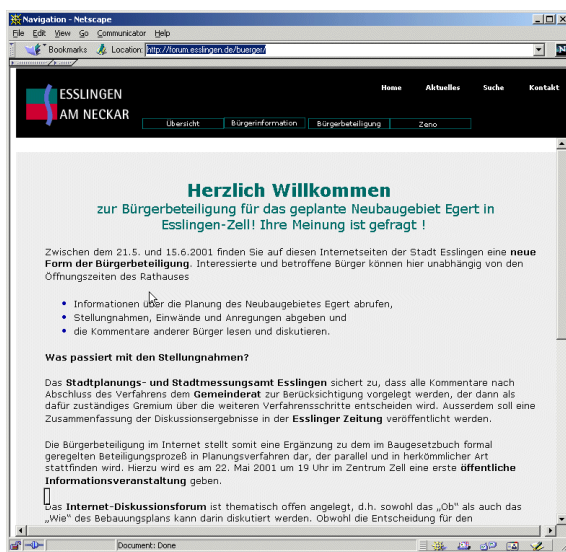 Navigation - Netscape
File Edit View Go Communicator Help
Bookmarks Location: http://forum.esslingen.de/buerger/
ESSLINGEN
AM NECKAR
Home Aktuelles Suche Kontakt
Übersicht Bürgerinformation Bürgerbeteiligung Zeno
Herzlich Willkommen
zur Bürgerbeteiligung für das geplante Neubaugebiet Egert in
Esslingen-Zell! Ihre Meinung ist gefragt !
Zwischen dem 21.5. und 15.6.2001 finden Sie auf diesen Internetseiten der Stadt Esslingen eine neue
Form der Bürgerbeteiligung. Interessierte und betroffene Bürger können hier unabhängig von den
Öffnungszeiten des Rathauses
• Informationen über die Planung des Neubaugebietes Egert abrufen,
• Stellungnahmen, Einwände und Anregungen abgeben und
• die Kommentare anderer Bürger lesen und diskutieren.
Was passiert mit den Stellungnahmen?
Das Stadtplanungs- und Stadtmessungsamt Esslingen sichert zu, dass alle Kommentare nach
Abschluss des Verfahrens dem Gemeinderat zur Berücksichtigung vorgelegt werden, der dann als
dafür zuständiges Gremium über die weiteren Verfahrensschritte entscheiden wird. Ausserdem soll eine
Zusammenfassung der Diskussionsergebnisse in der Esslinger Zeitung veröffentlicht werden.
Die Bürgerbeteiligung im Internet stellt somit eine Ergänzung zu dem im Baugesetzbuch formal
geregelten Beteiligungsprozeß in Planungsverfahren dar, der parallel und in herkömmlicher Art
stattfinden wird. Hierzu wird es am 22. Mai 2001 um 19 Uhr im Zentrum Zell eine erste öffentliche
Informationsveranstaltung geben.
Das Internet-Diskussionsforum ist thematisch offen angelegt, d.h. sowohl das „Ob" als auch das
„Wie" des Bebauungsplans kann darin diskutiert werden. Obwohl die Entscheidung für den
Document: Done